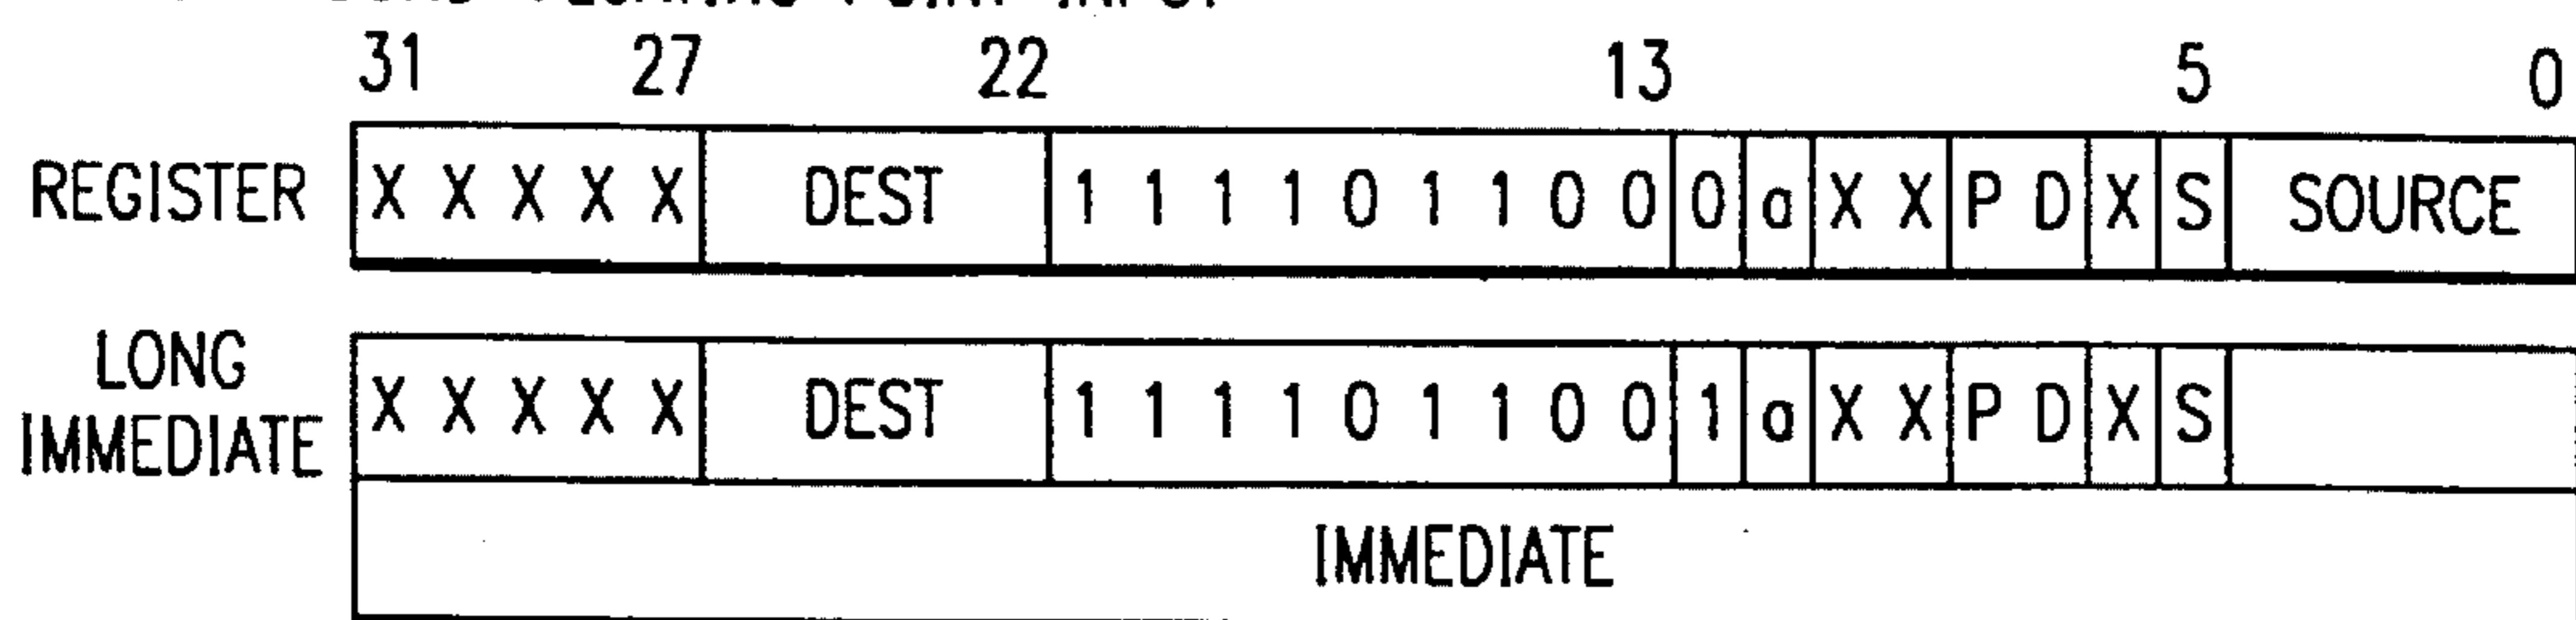 31 27 22 13 5 0
REGISTER X X X X X DEST 1 1 1 1 0 1 1 0 0 0 a X X P D X S SOURCE
LONG IMMEDIATE X X X X X DEST 1 1 1 1 0 1 1 0 0 1 a X X P D X S
IMMEDIATE